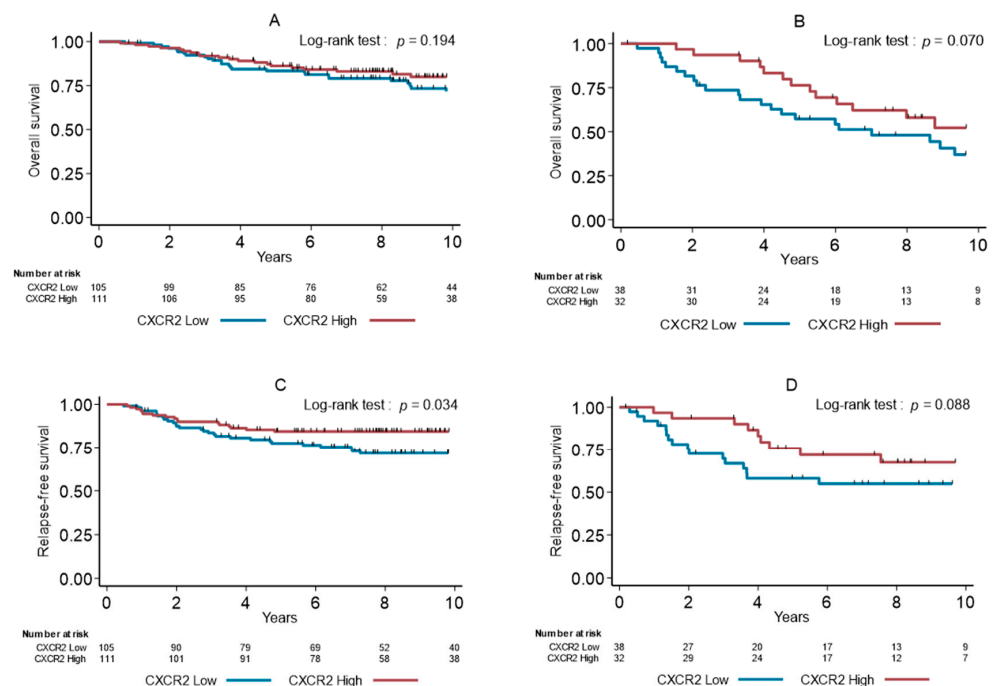 A
Log-rank test : p = 0.194
Overall survival
1.00
0.75
0.50
0.25
0.00
0 2 4 6 8 10
Years
Number at risk
CXCR2 Low 105 99 85 76 62 44
CXCR2 High 111 106 95 80 59 38
CXCR2 Low CXCR2 High
B
Log-rank test : p = 0.070
Overall survival
1.00
0.75
0.50
0.25
0.00
0 2 4 6 8 10
Years
Number at risk
CXCR2 Low 38 31 24 18 13 9
CXCR2 High 32 30 24 19 13 8
CXCR2 Low CXCR2 High
C
Log-rank test : p = 0.034
Relapse-free survival
1.00
0.75
0.50
0.25
0.00
0 2 4 6 8 10
Years
Number at risk
CXCR2 Low 105 90 79 69 52 40
CXCR2 High 111 101 91 78 58 38
CXCR2 Low CXCR2 High
D
Log-rank test : p = 0.088
Relapse-free survival
1.00
0.75
0.50
0.25
0.00
0 2 4 6 8 10
Years
Number at risk
CXCR2 Low 38 27 20 17 13 9
CXCR2 High 32 29 24 17 12 7
CXCR2 Low CXCR2 High